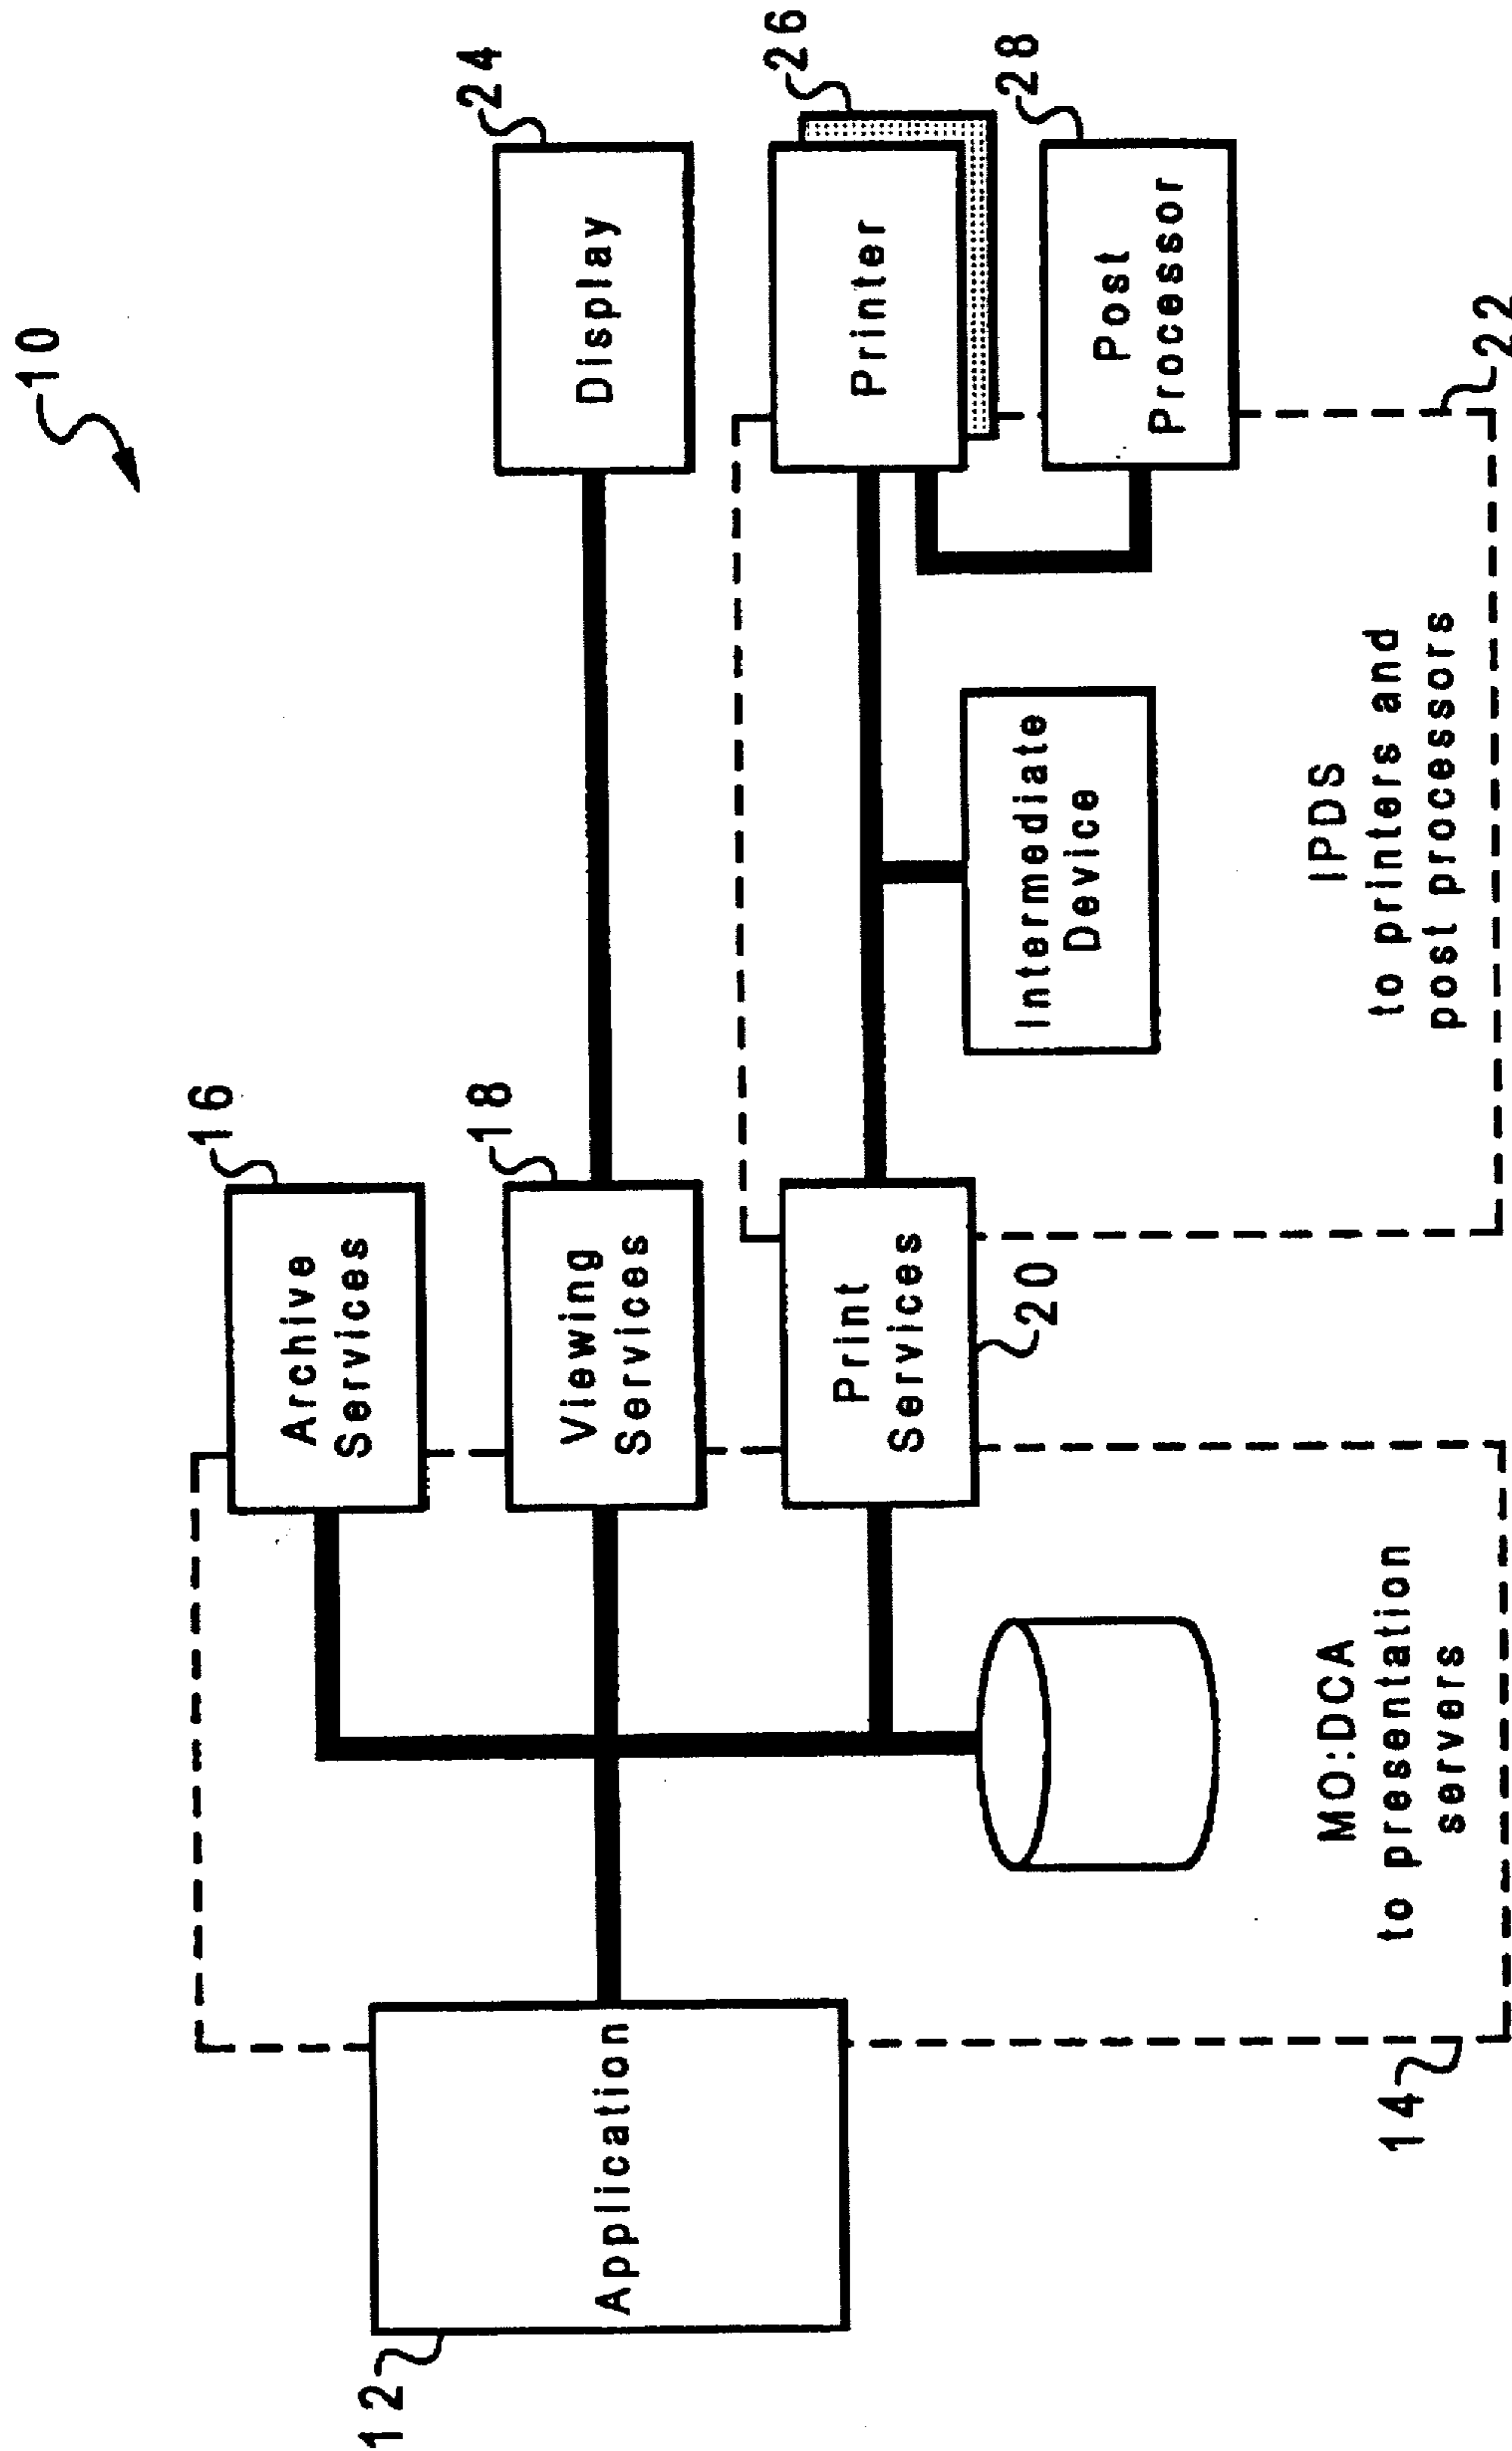 10
Application
12
Archive
Services
16
Viewing
Services
18
Print
Services
20
Display
24
Printer
26
Post
Processor
28
Intermediate
Device
MO:DCA
to presentation
servers
14
IPDS
to printers and
post processors
22